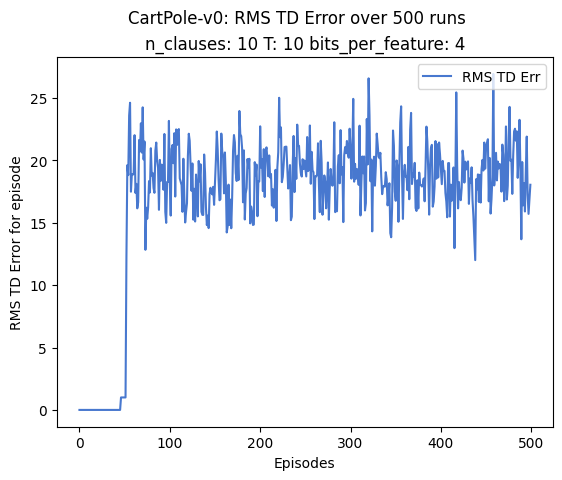 CartPole-v0: RMS TD Error over 500 runs
n_clauses: 10 T: 10 bits_per_feature: 4
RMS TD Err
25
20
15
10
5
0
RMS TD Error for episode
0 100 200 300 400 500
Episodes